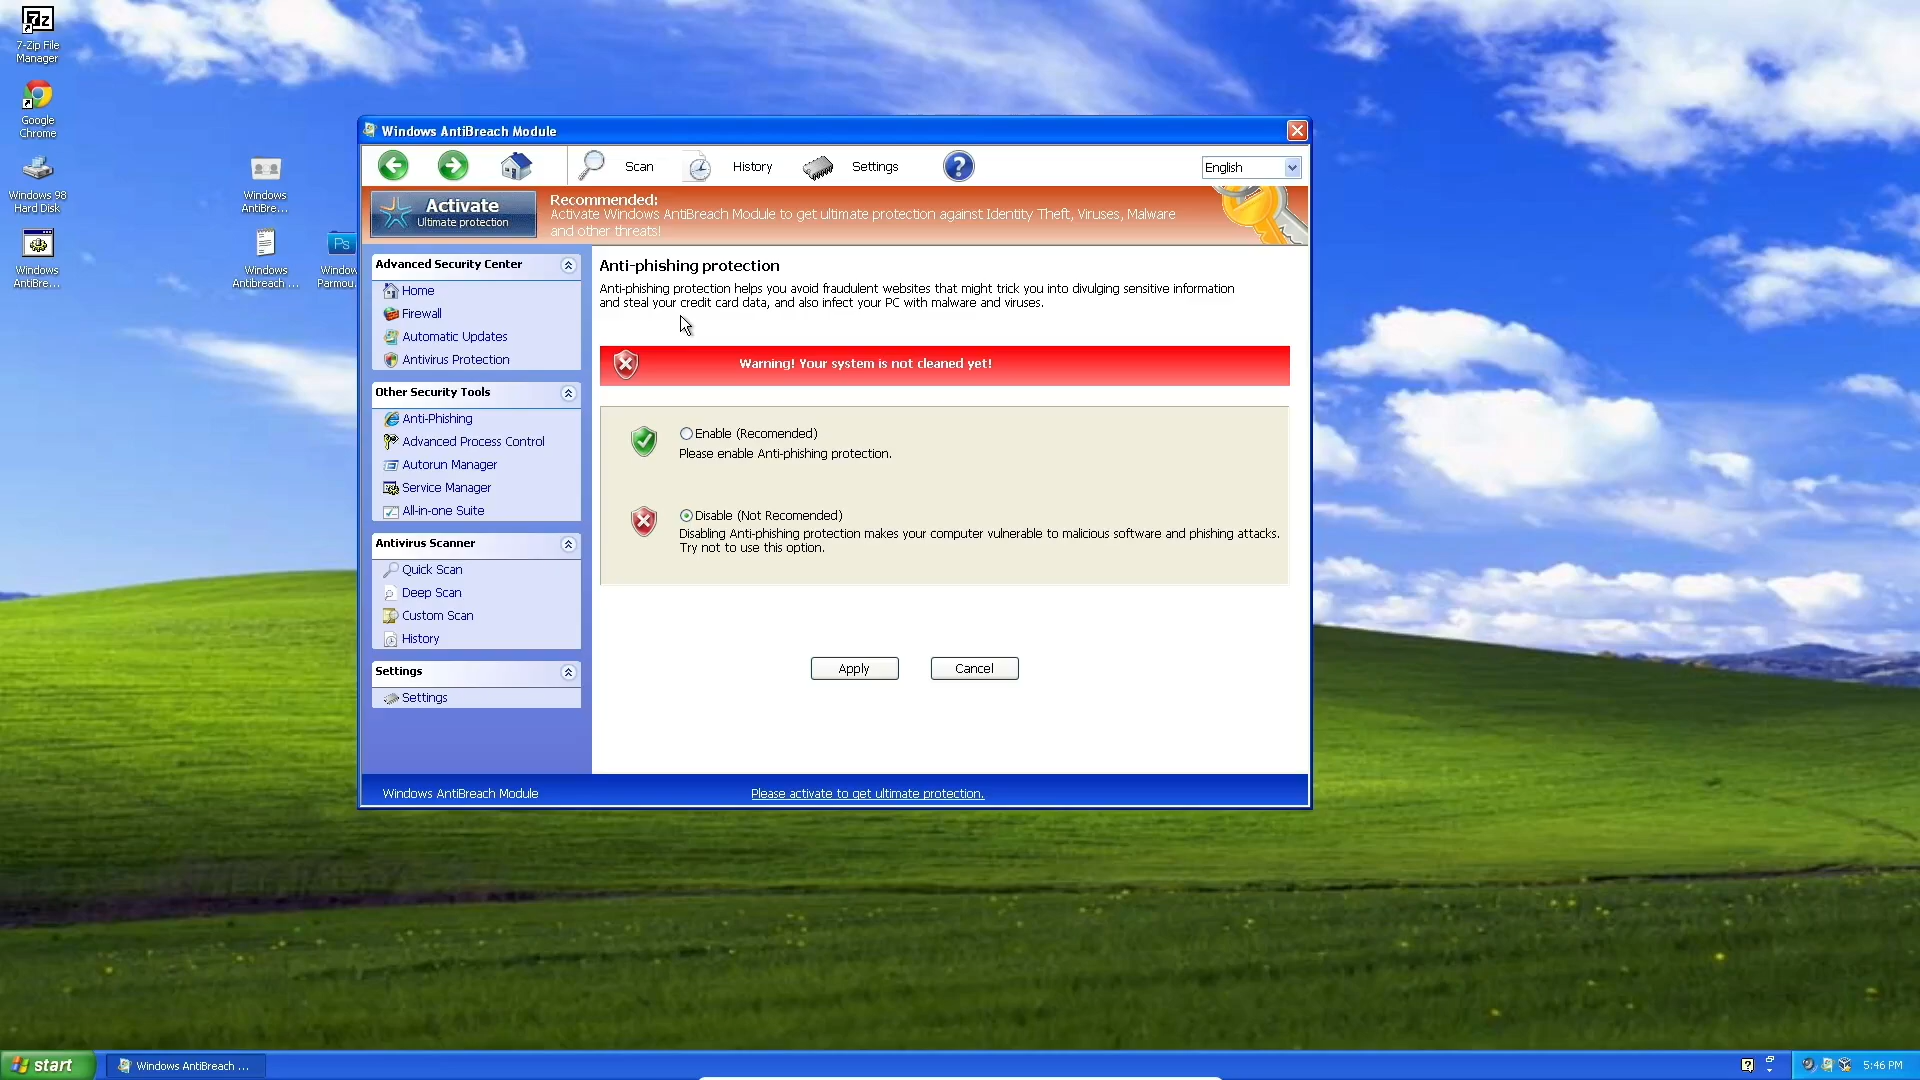 7-Zip File
Manager
Google
Chrome
Windows 98
Hard Disk
Windows
AntiBre...
Windows
AntiBre...
Windows
Antibreach ...
Ps
Window
Parmou.
Windows AntiBreach Module
Scan
History
Settings
?
English
Activate
Ultimate protection
Recommended:
Activate Windows AntiBreach Module to get ultimate protection against Identity Theft, Viruses, Malware
and other threats!
Advanced Security Center
Home
Firewall
Automatic Updates
Antivirus Protection
Other Security Tools
Anti-Phishing
Advanced Process Control
Autorun Manager
Service Manager
All-in-one Suite
Antivirus Scanner
Quick Scan
Deep Scan
Custom Scan
History
Settings
Settings
Anti-phishing protection
Anti-phishing protection helps you avoid fraudulent websites that might trick you into divulging sensitive information
and steal your credit card data, and also infect your PC with malware and viruses.
Warning! Your system is not cleaned yet!
Enable (Recomended)
Please enable Anti-phishing protection.
Disable (Not Recomended)
Disabling Anti-phishing protection makes your computer vulnerable to malicious software and phishing attacks.
Try not to use this option.
Apply
Cancel
Windows AntiBreach Module
Please activate to get ultimate protection.
start
Windows AntiBreach ...
5:46 PM